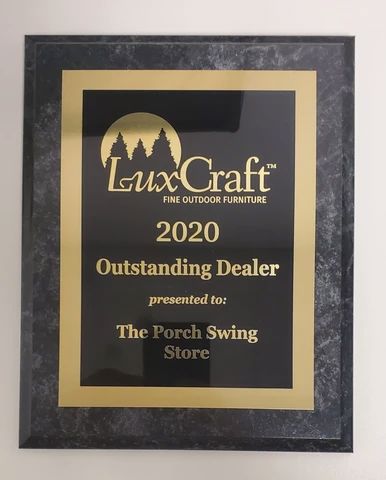 LuxCraft™
FINE OUTDOOR FURNITURE
2020
Outstanding Dealer
presented to:
The Porch Swing
Store